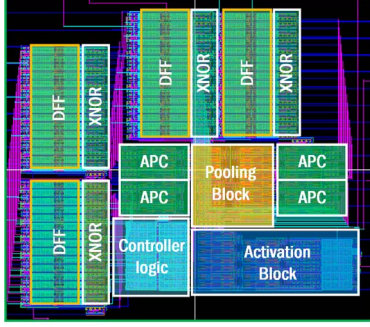 DFF
XNOR
DFF
XNOR
DFF
XNOR
APC
APC
Pooling
Block
APC
APC
DFF
XNOR
Controller
logic
Activation
Block